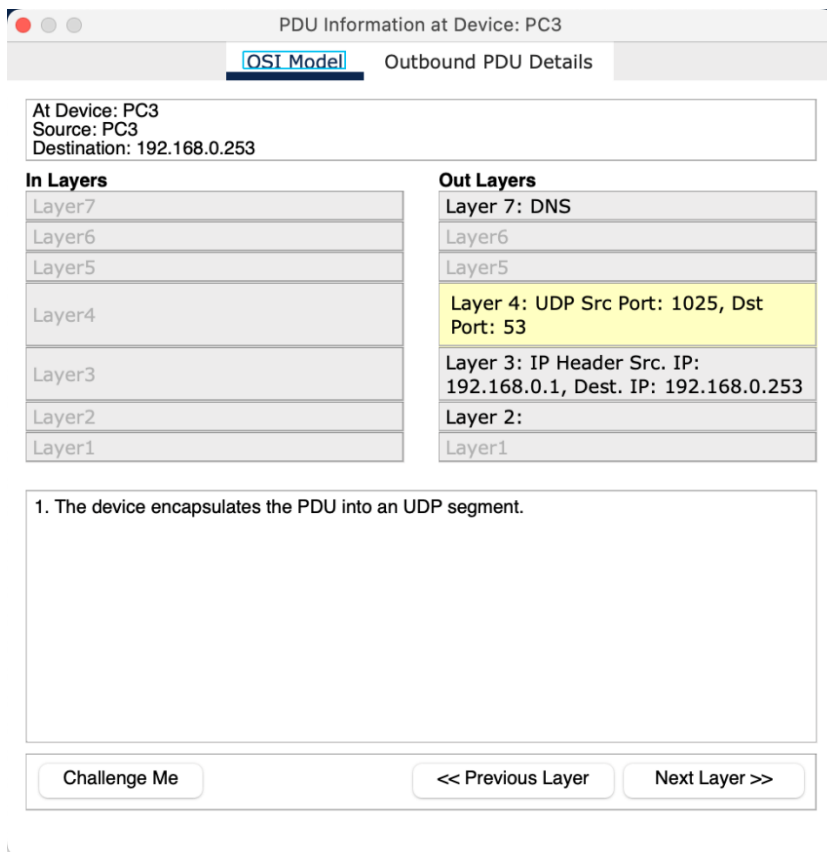 PDU Information at Device: PC3
OSI Model
Outbound PDU Details
At Device: PC3
Source: PC3
Destination: 192.168.0.253
In Layers
Layer7
Layer6
Layer5
Layer4
Layer3
Layer2
Layer1
Out Layers
Layer 7: DNS
Layer6
Layer5
Layer 4: UDP Src Port: 1025, Dst
Port: 53
Layer 3: IP Header Src. IP:
192.168.0.1, Dest. IP: 192.168.0.253
Layer 2:
Layer1
1. The device encapsulates the PDU into an UDP segment.
Challenge Me
<< Previous Layer
Next Layer >>